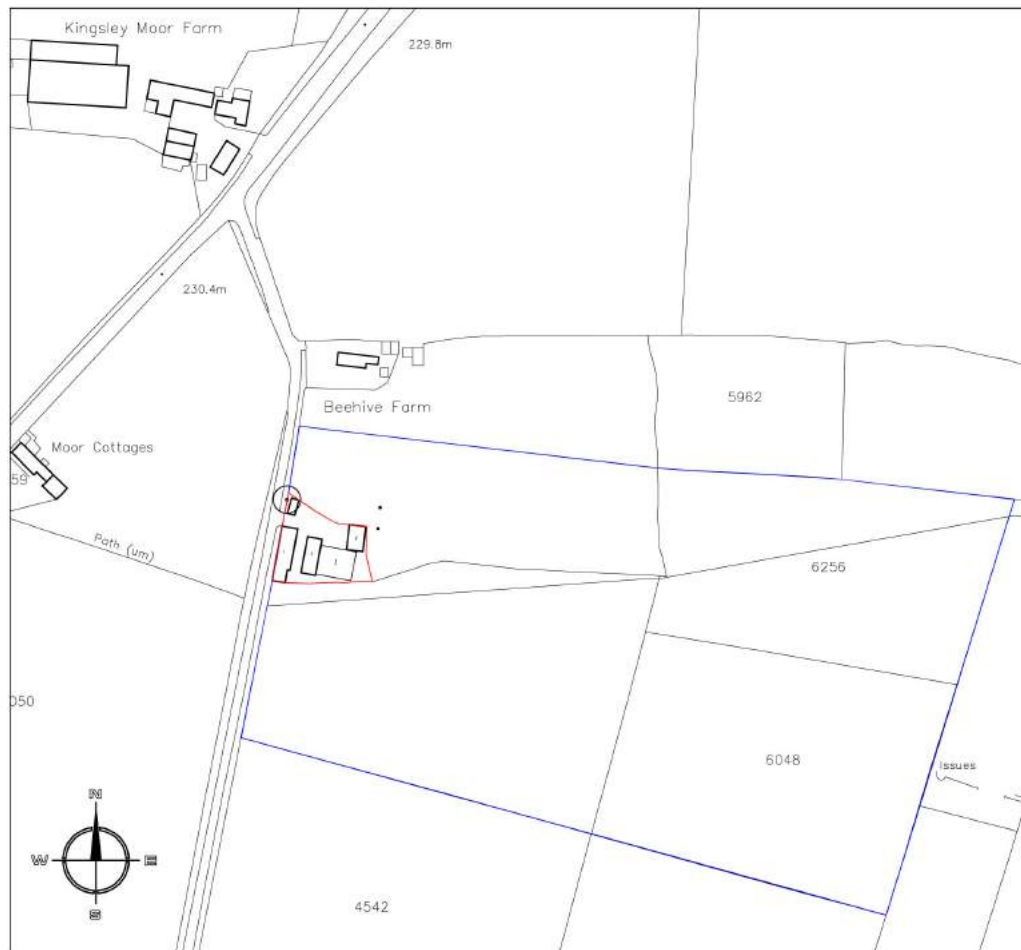 Kingsley Moor Farm
229.8m
230.4m
Beehive Farm
5962
Moor Cottages
59
Path (um)
6256
050
6048
Issues
N
W E
S
4542